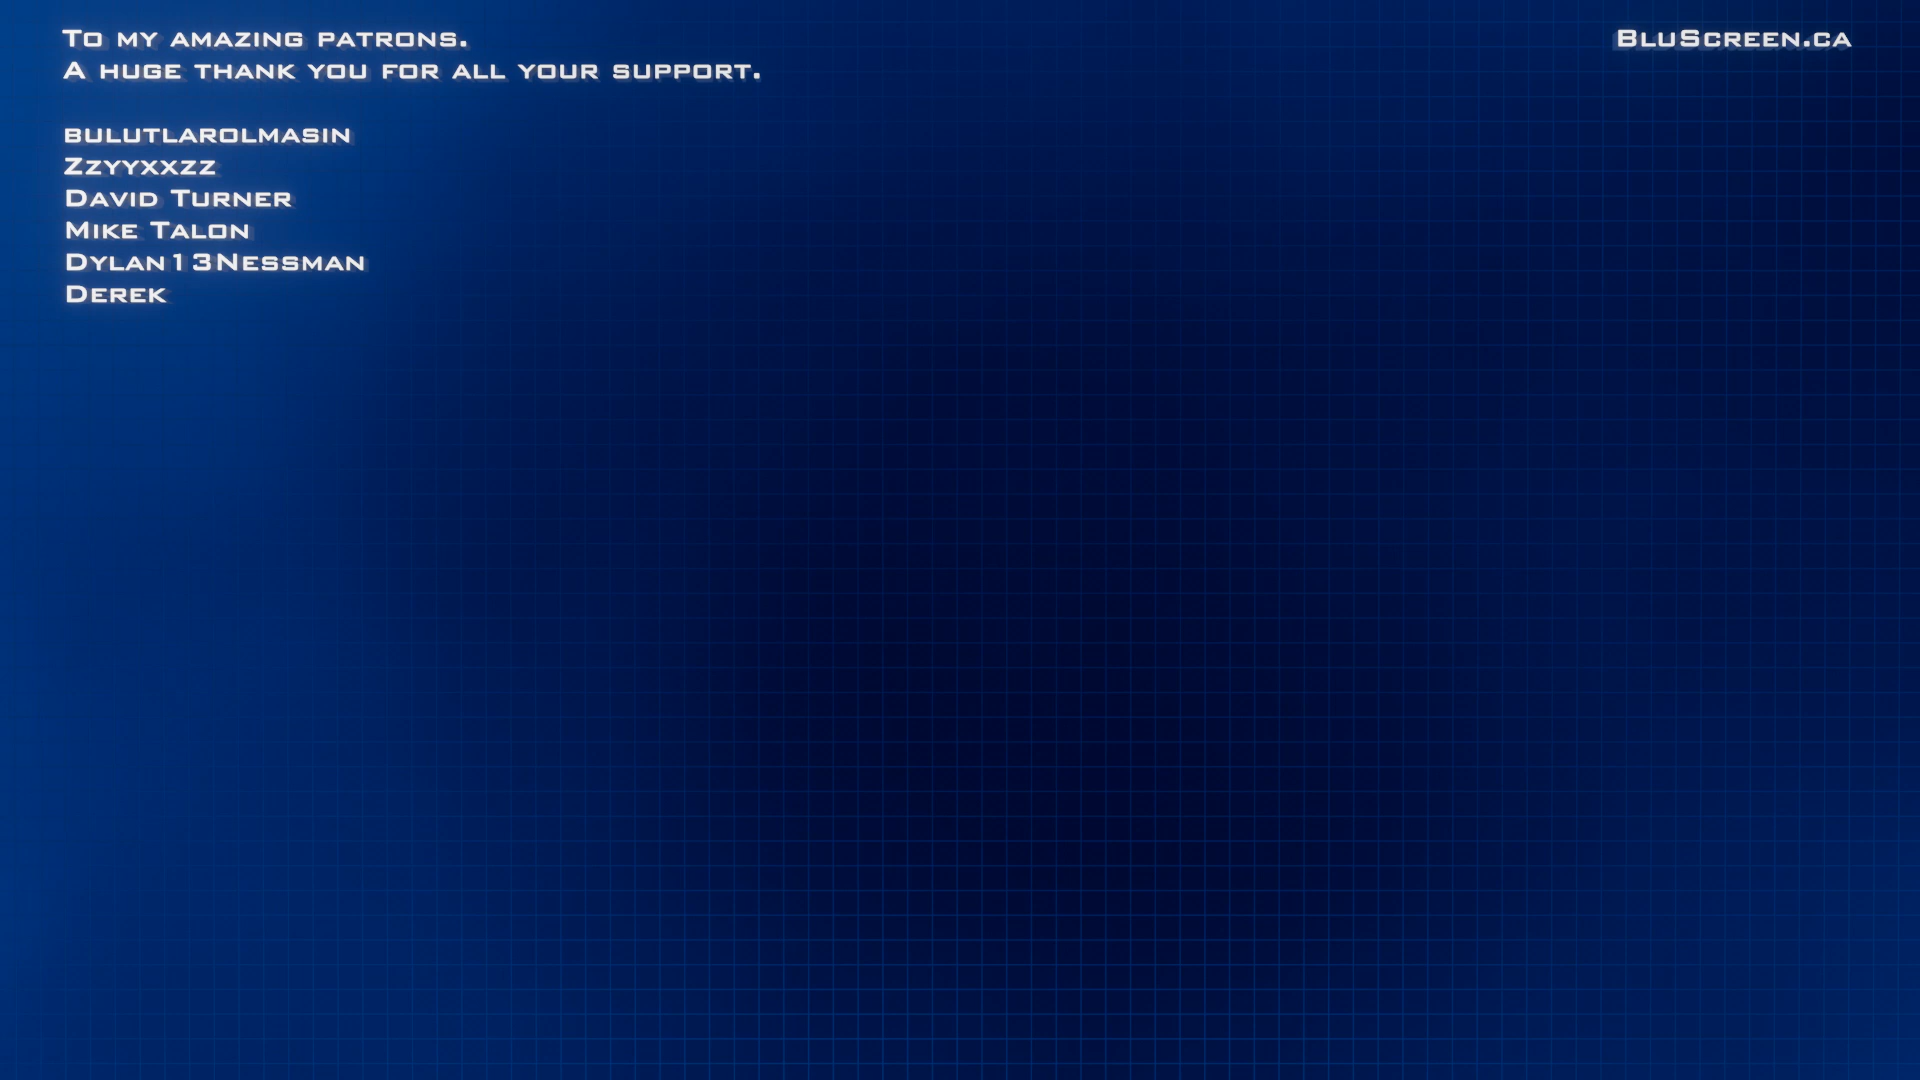 To my amazing patrons.
A huge thank you for all your support.
BluScreen.ca
bulutlarolmasin
Zzyyxxzz
David Turner
Mike Talon
Dylan13Nessman
Derek